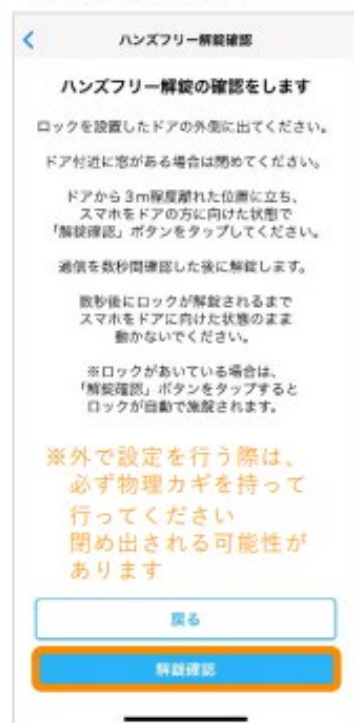 ハンズフリー解錠確認
ハンズフリー解錠の確認をします
ロックを設置したドアの外側に出てください。
ドア付近に窓がある場合は閉めてください。
ドアから3m程度離れた位置に立ち、
スマホをドアの方に向けた状態で
「解錠確認」ボタンをタップしてください。
通信を数秒間確認した後に解錠します。
数秒後にロックが解錠されるまで
スマホをドアに向けた状態のまま
動かないでください。
※ロックがあいている場合は、
「解錠確認」ボタンをタップすると
ロックが自動で施錠されます。
※外で設定を行う際は、
必ず物理カギを持って
行ってください
閉め出される可能性が
あります
戻る
解錠確認